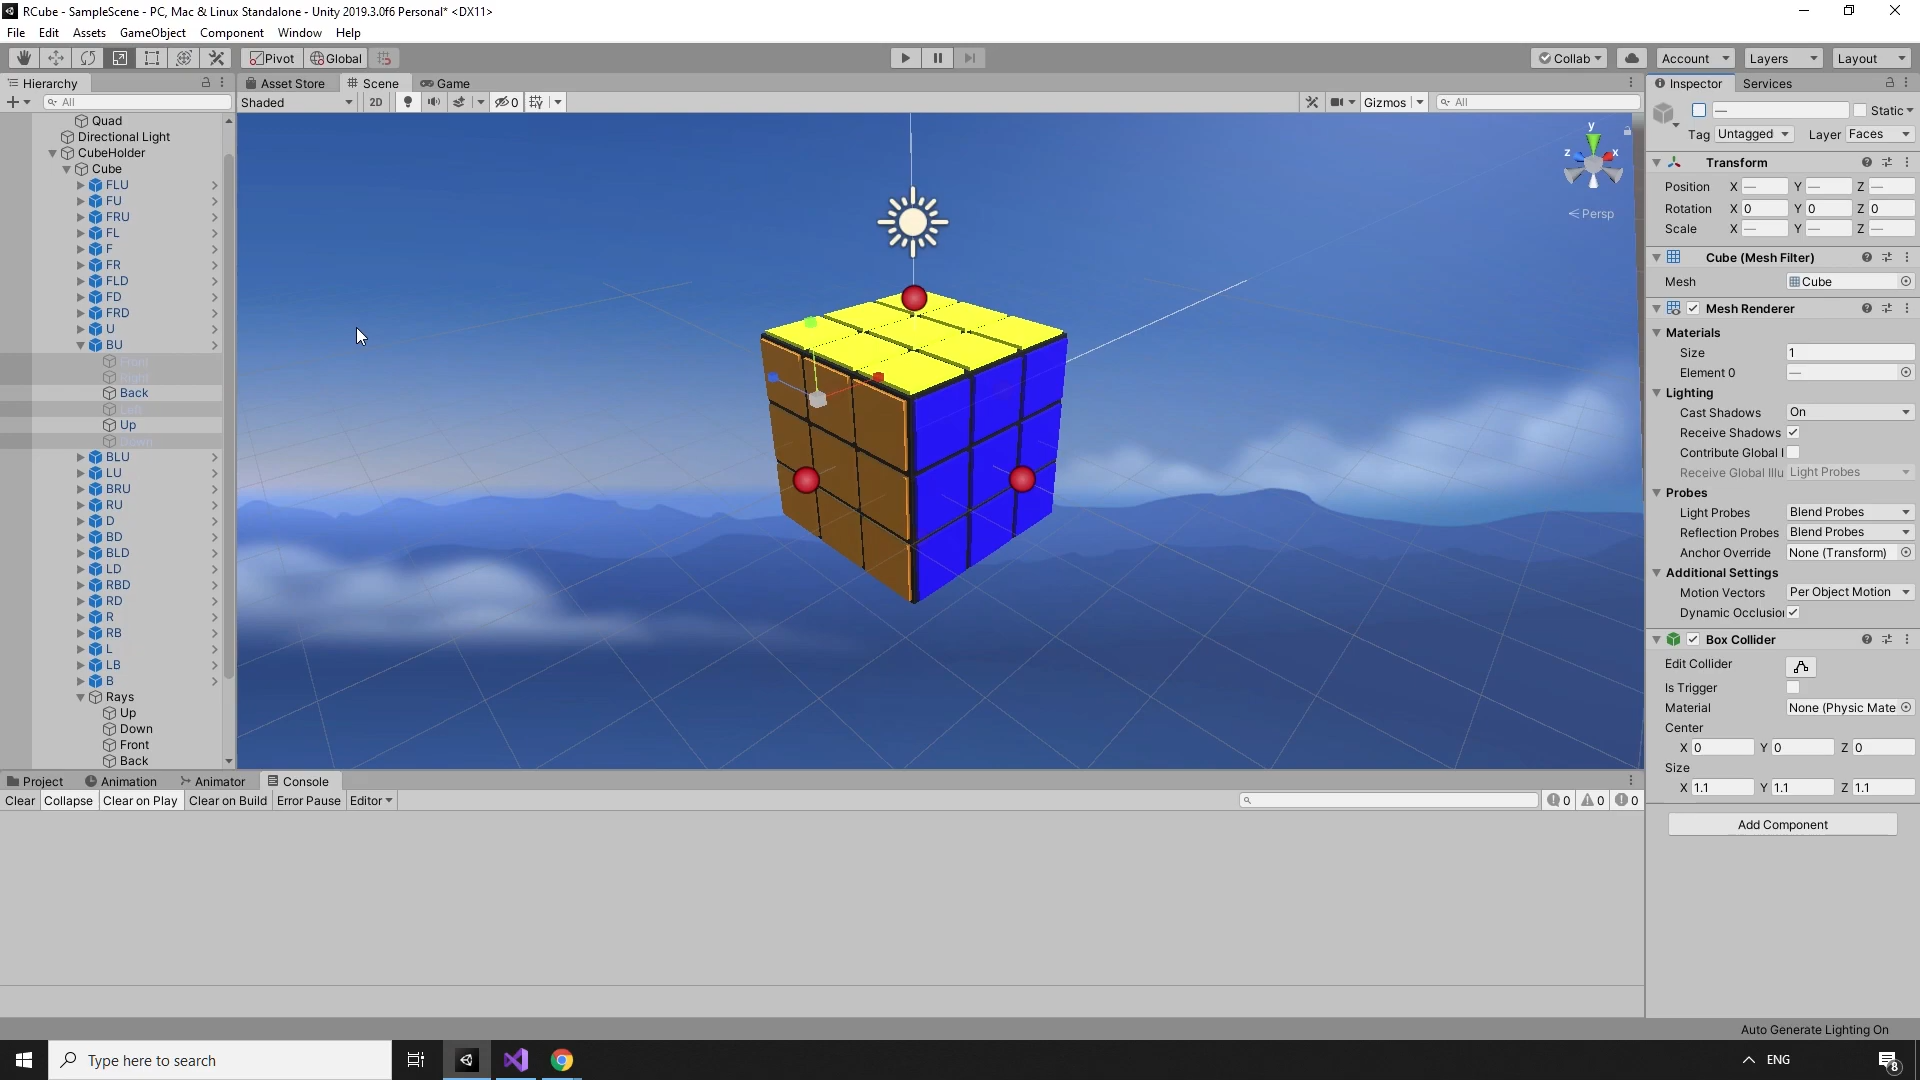 RCube - SampleScene - PC, Mac & Linux Standalone - Unity 2019.3.0f6 Personal* <DX11>
File Edit Assets GameObject Component Window Help
Pivot Global Collab Account Layers Layout
Hierarchy Asset Store Scene Game Inspector Services
All Shaded 2D 0 Gizmos All
Quad
Directional Light
CubeHolder
Cube
FLU
FU
FRU
FL
F
FR
FLD
FD
FRD
U
BU
Front
Back
Up
Down
BLU
LU
BRU
RU
D
BD
BLD
LD
RBD
RD
R
RB
L
LB
B
Rays
Up
Down
Front
Back
y
z x
< Persp
— Static
Tag Untagged Layer Faces
Transform
Position X — Y — Z —
Rotation X 0 Y 0 Z 0
Scale X — Y — Z —
Cube (Mesh Filter)
Mesh Cube
Mesh Renderer
Materials
Size 1
Element 0 —
Lighting
Cast Shadows On
Receive Shadows
Contribute Global I
Receive Global Illu Light Probes
Probes
Light Probes Blend Probes
Reflection Probes Blend Probes
Anchor Override None (Transform)
Additional Settings
Motion Vectors Per Object Motion
Dynamic Occlusion
Box Collider
Edit Collider
Is Trigger
Material None (Physic Mate
Center
X 0 Y 0 Z 0
Size
X 1.1 Y 1.1 Z 1.1
Add Component
Project Animation Animator Console
Clear Collapse Clear on Play Clear on Build Error Pause Editor 0 0 0
Auto Generate Lighting On
Type here to search ENG 8